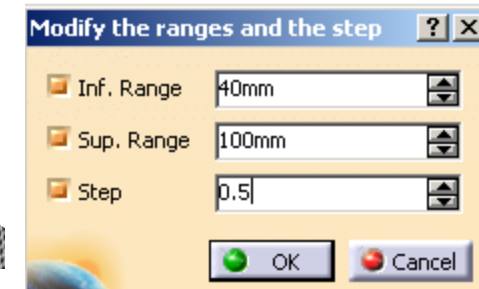 Modify the ranges and the step ? X
Inf. Range 40mm
Sup. Range 100mm
Step 0.5
OK Cancel